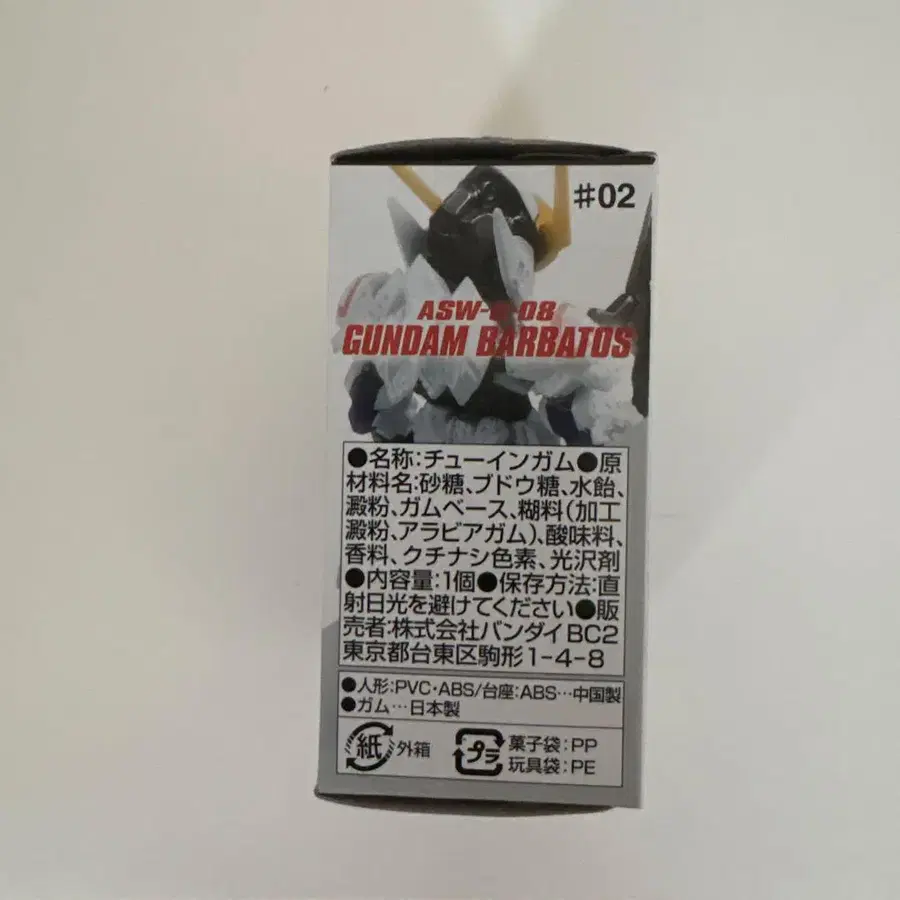 #02
ASW-G-08
GUNDAM BARBATOS
●名称:チューインガム●原
材料名:砂糖、ブドウ糖、水飴、
澱粉、ガムベース、糊料(加工
澱粉、アラビアガム)、酸味料、
香料、クチナシ色素、光沢剤
●内容量:1個●保存方法:直
射日光を避けてください●販
売者:株式会社バンダイBC2
東京都台東区駒形1-4-8
●人形:PVC・ABS/台座:ABS…中国製
●ガム…日本製
紙 外箱
プラ 菓子袋:PP
玩具袋:PE